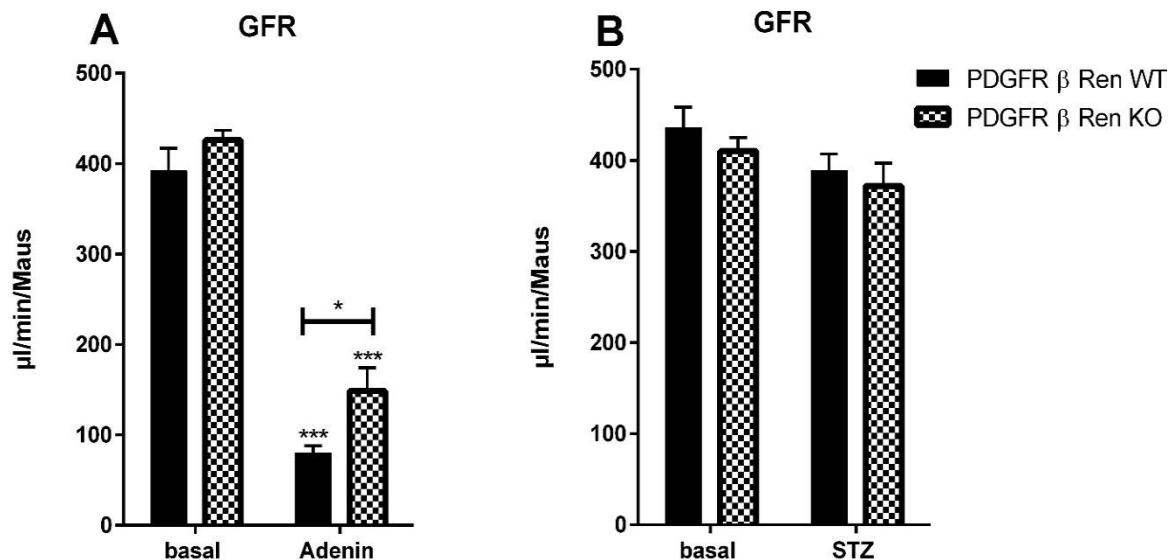 A
GFR
500
400
300
200
100
0
µl/min/Maus
*
***
***
basal
Adenin
B
GFR
500
400
300
200
100
0
µl/min/Maus
basal
STZ
PDGFR β Ren WT
PDGFR β Ren KO